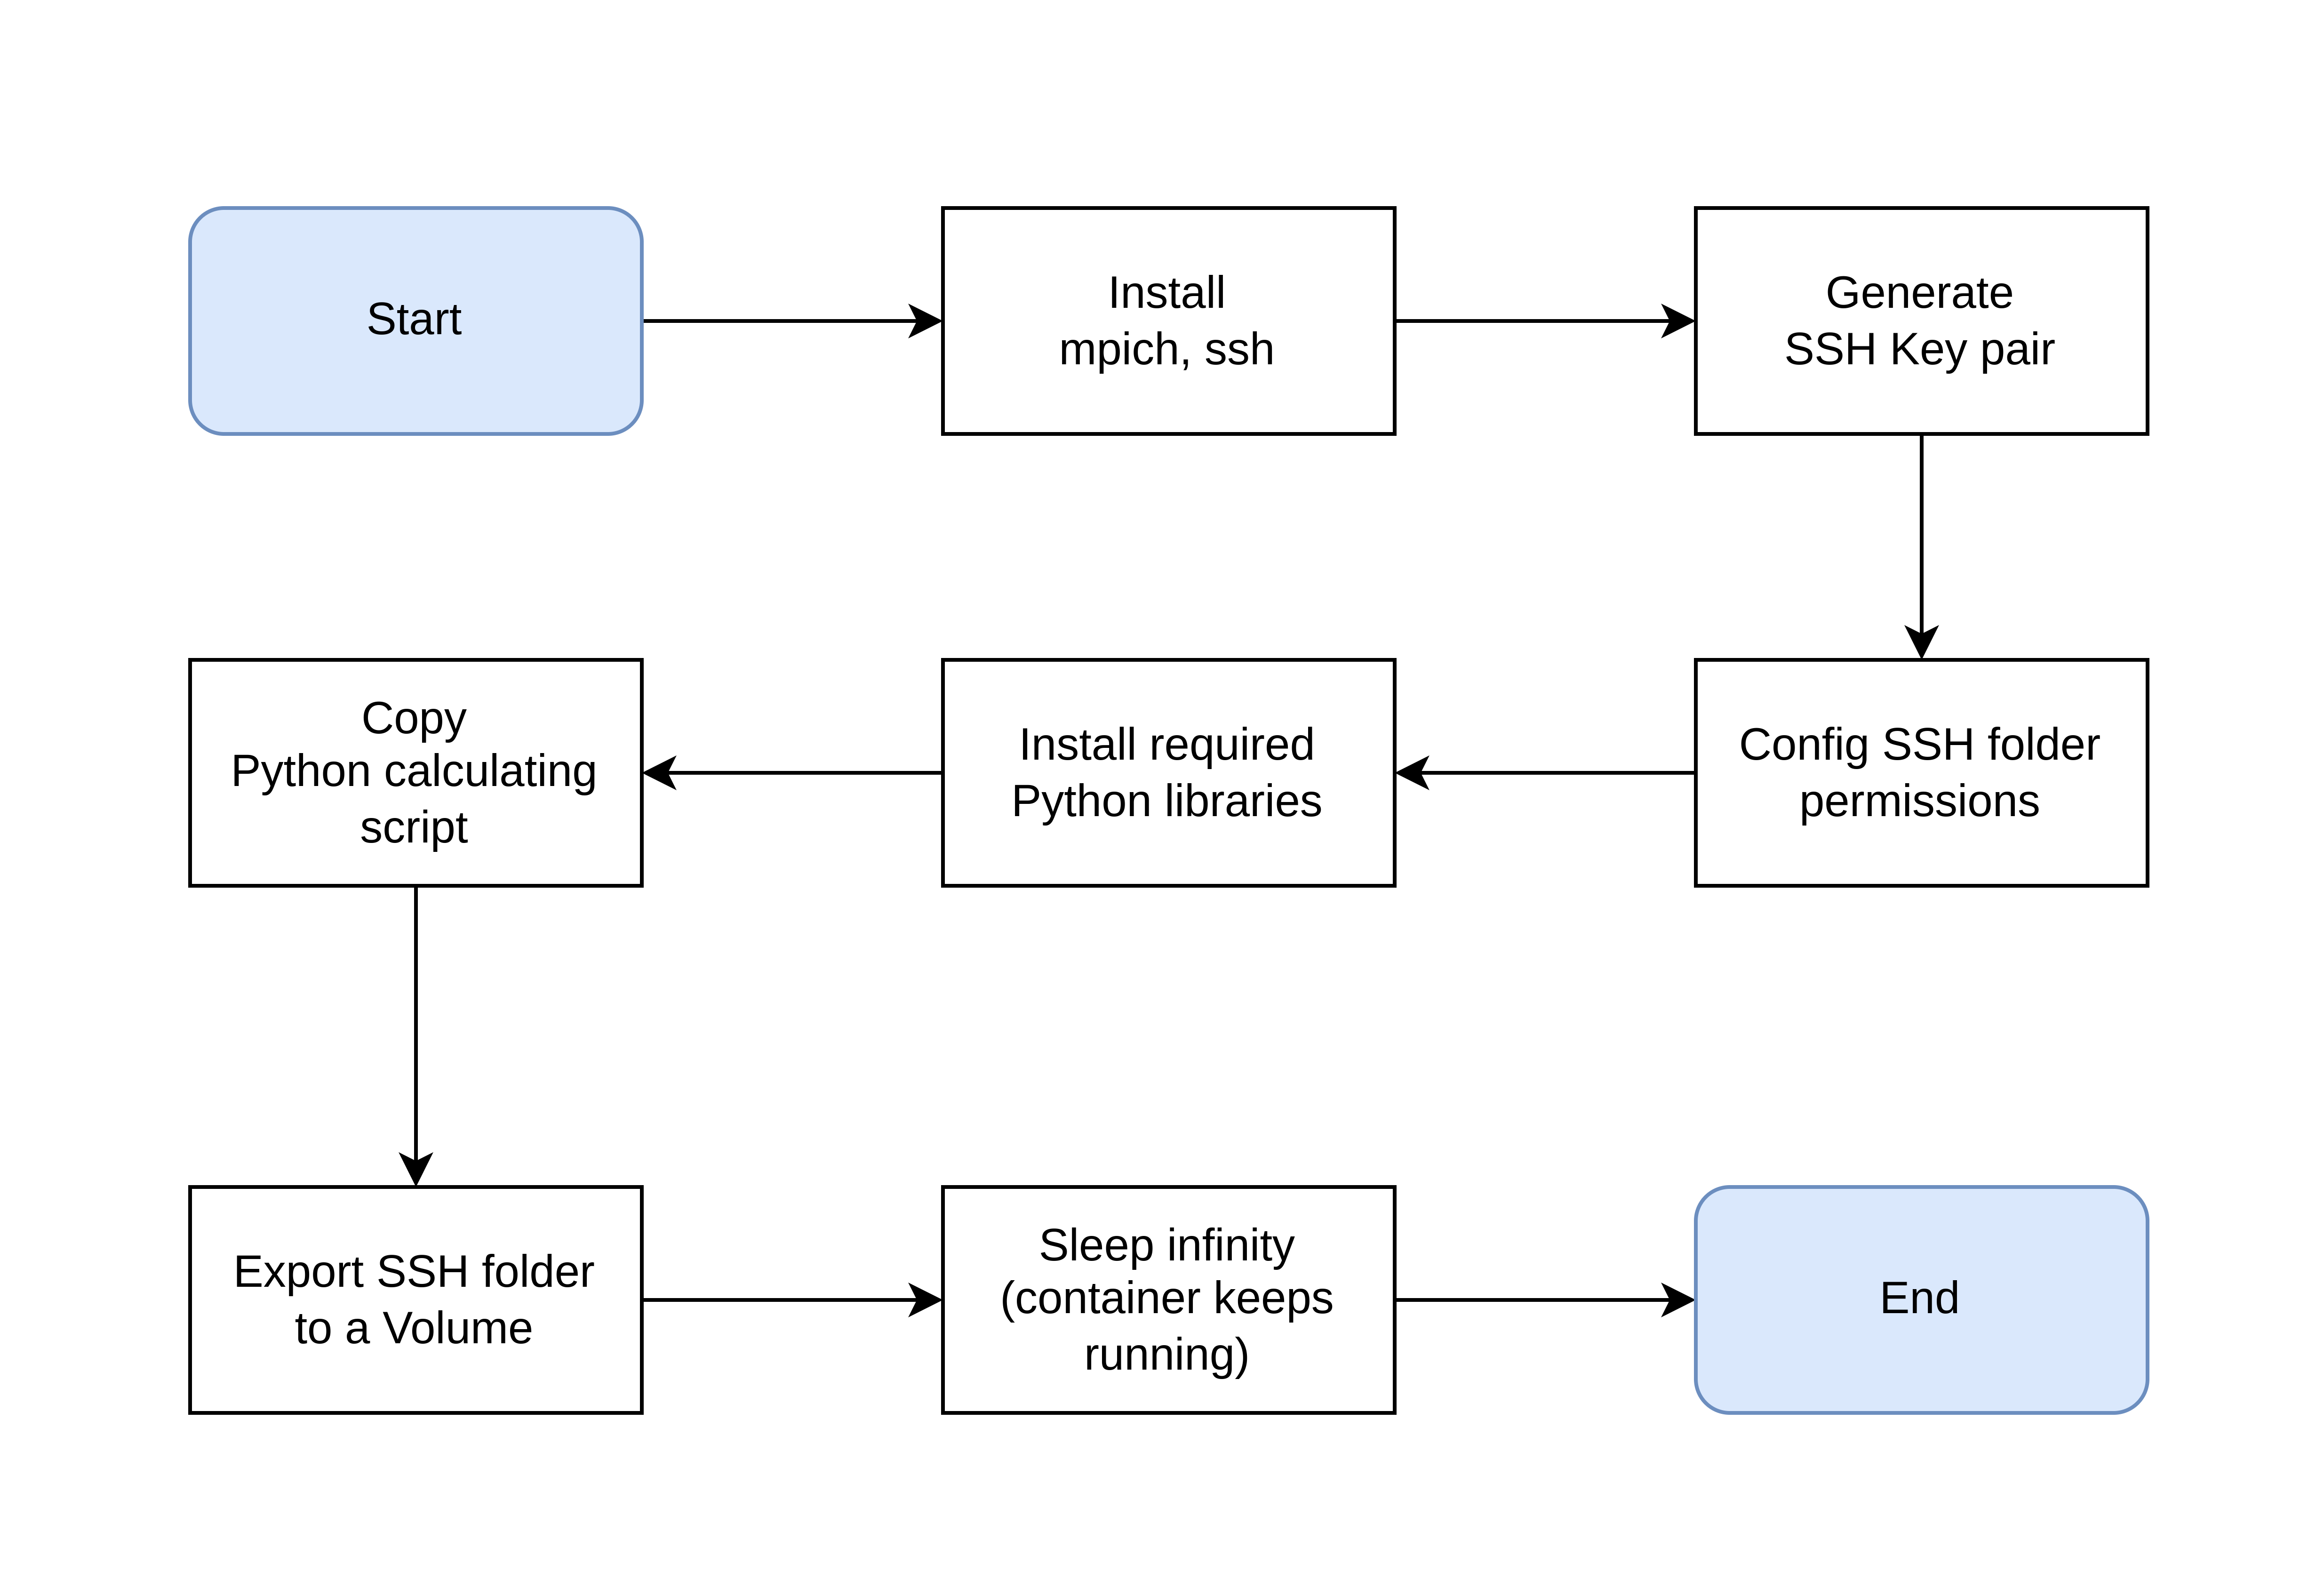 Start
Install
mpich, ssh
Generate
SSH Key pair
Config SSH folder
permissions
Install required
Python libraries
Copy
Python calculating
script
Export SSH folder
to a Volume
Sleep infinity
(container keeps
running)
End